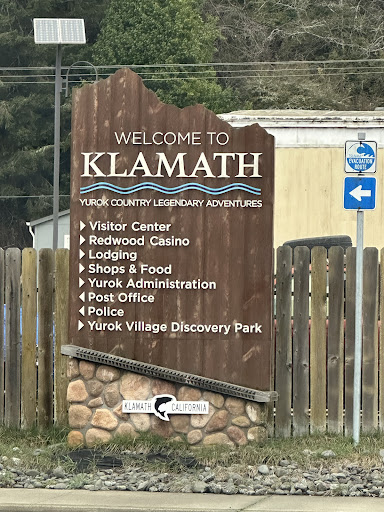 WELCOME TO
KLAMATH
YUROK COUNTRY LEGENDARY ADVENTURES
Visitor Center
Redwood Casino
Lodging
Shops & Food
Yurok Administration
Post Office
Police
Yurok Village Discovery Park
KLAMATH CALIFORNIA
EVACUATION
ROUTE